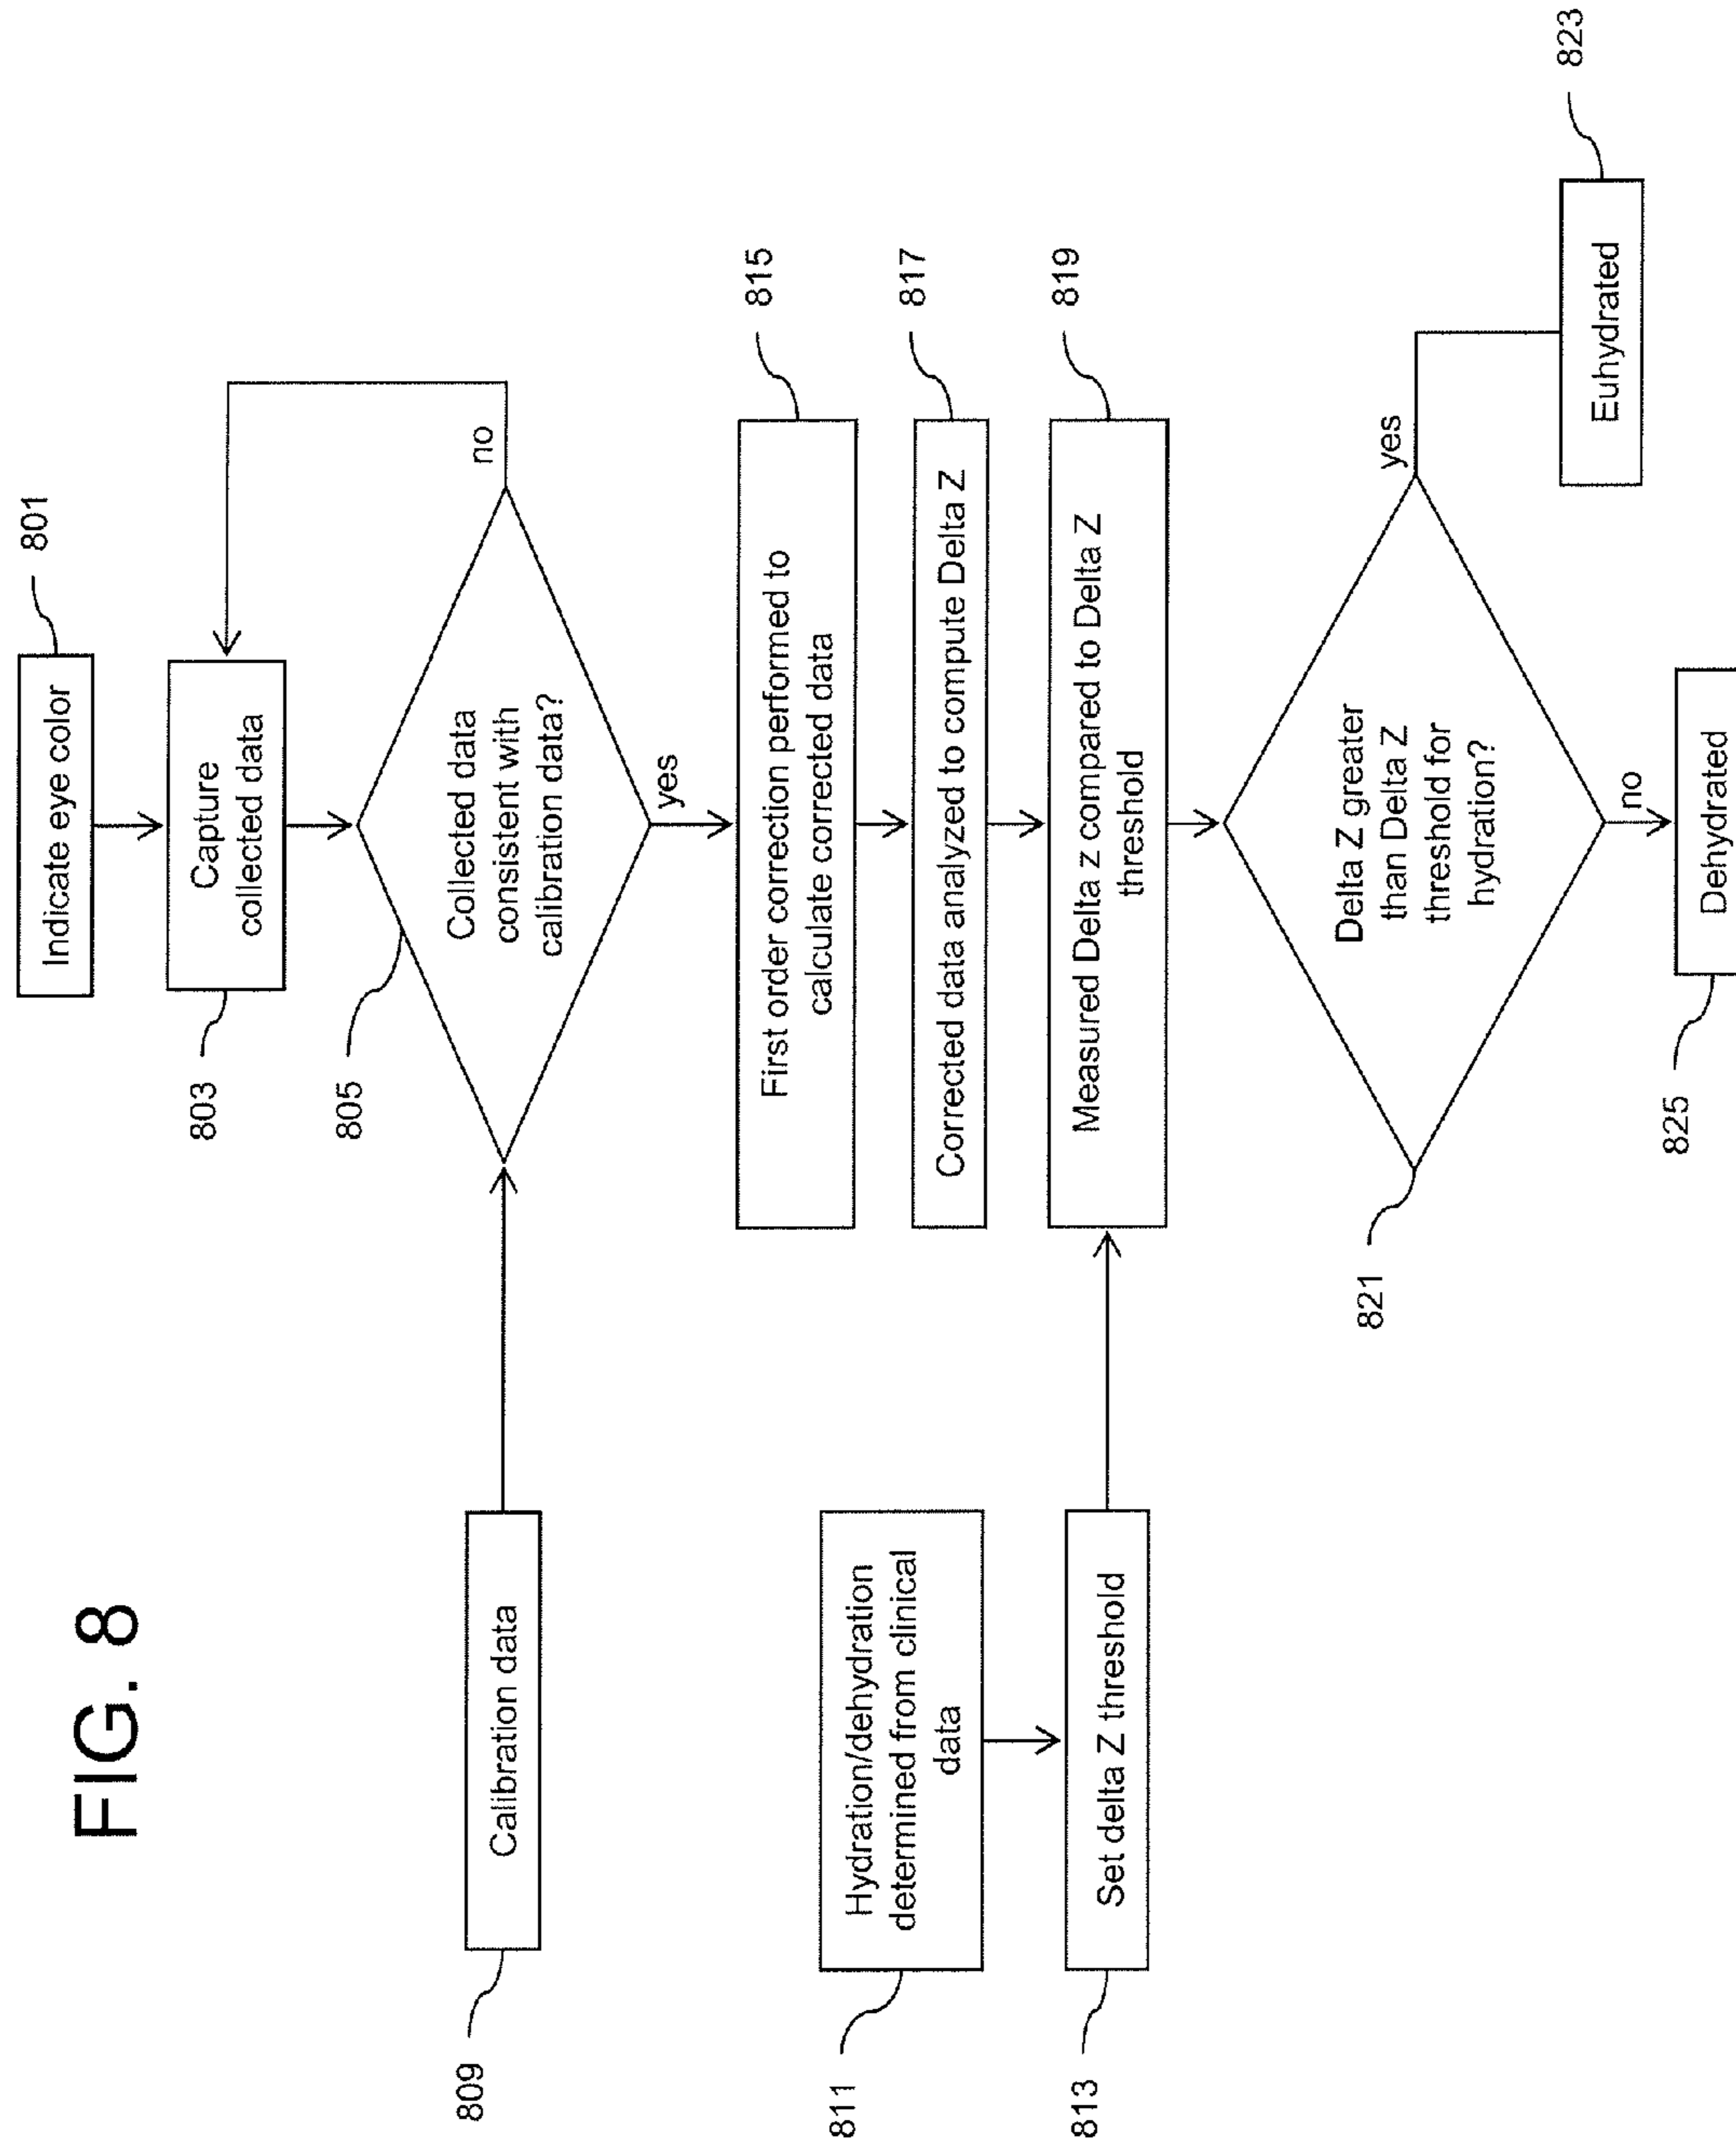 FIG. 8
Indicate eye color
801
Capture
collected data
803
805
Collected data
consistent with
calibration data?
no
yes
Calibration data
809
First order correction performed to
calculate corrected data
815
Corrected data analyzed to compute Delta Z
817
Hydration/dehydration
determined from clinical
data
811
Set delta Z threshold
813
Measured Delta z compared to Delta Z
threshold
819
Delta Z greater
than Delta Z
threshold for
hydration?
821
yes
no
Euhydrated
823
Dehydrated
825